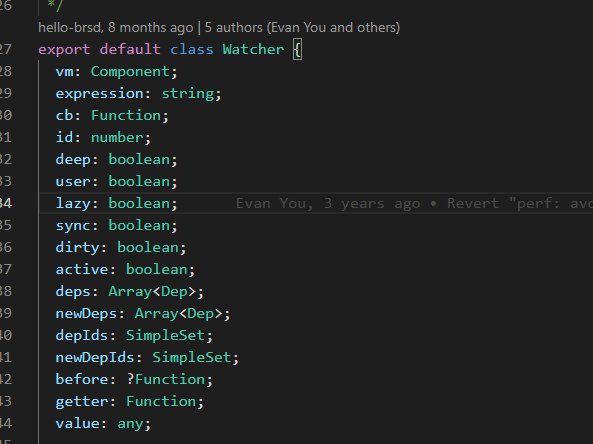 26 */
hello-brsd, 8 months ago | 5 authors (Evan You and others)
27 export default class Watcher {
28 vm: Component;
29 expression: string;
30 cb: Function;
31 id: number;
32 deep: boolean;
33 user: boolean;
34 lazy: boolean; Evan You, 3 years ago • Revert "perf: avo
35 sync: boolean;
36 dirty: boolean;
37 active: boolean;
38 deps: Array<Dep>;
39 newDeps: Array<Dep>;
40 depIds: SimpleSet;
41 newDepIds: SimpleSet;
42 before: ?Function;
43 getter: Function;
44 value: any;